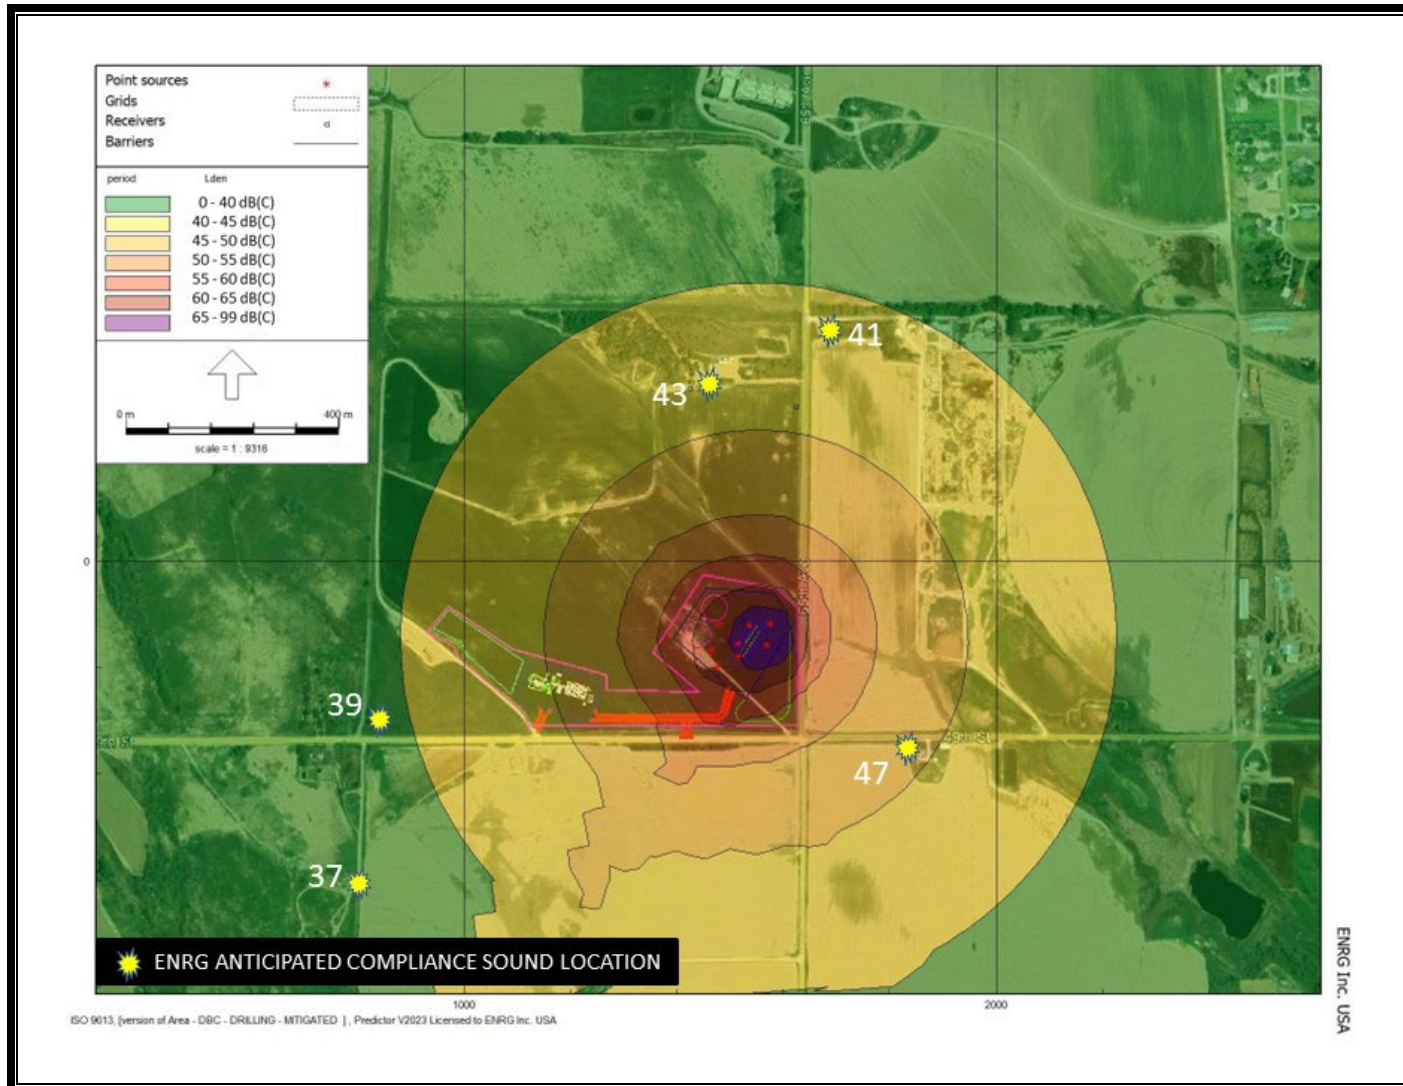 Point sources
Grids
Receivers
Barriers
period
Lden
0 - 40 dB(C)
40 - 45 dB(C)
45 - 50 dB(C)
50 - 55 dB(C)
55 - 60 dB(C)
60 - 65 dB(C)
65 - 99 dB(C)
0 m
400 m
scale = 1 : 9316
41
43
0
39
49th St
47
37
ENRG ANTICIPATED COMPLIANCE SOUND LOCATION
1000
2000
ISO 9613, [version of Area - DBC - DRILLING - MITIGATED ] , Predictor V2023 Licensed to ENRG Inc. USA
ENRG Inc. USA